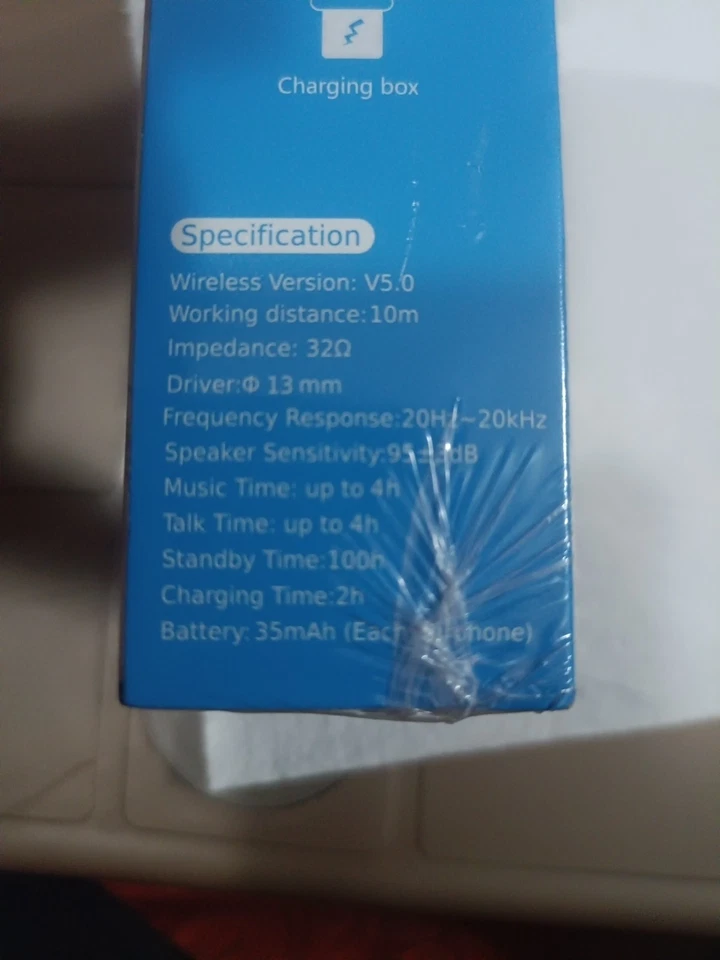 Charging box
Specification
Wireless Version: V5.0
Working distance: 10m
Impedance: 32Ω
Driver:Φ 13 mm
Frequency Response:20Hz~20kHz
Speaker Sensitivity:
Music Time: up to 4h
Talk Time: up to 4h
Standby Time:100h
Charging Time:2h
Battery: 35mAh (Each